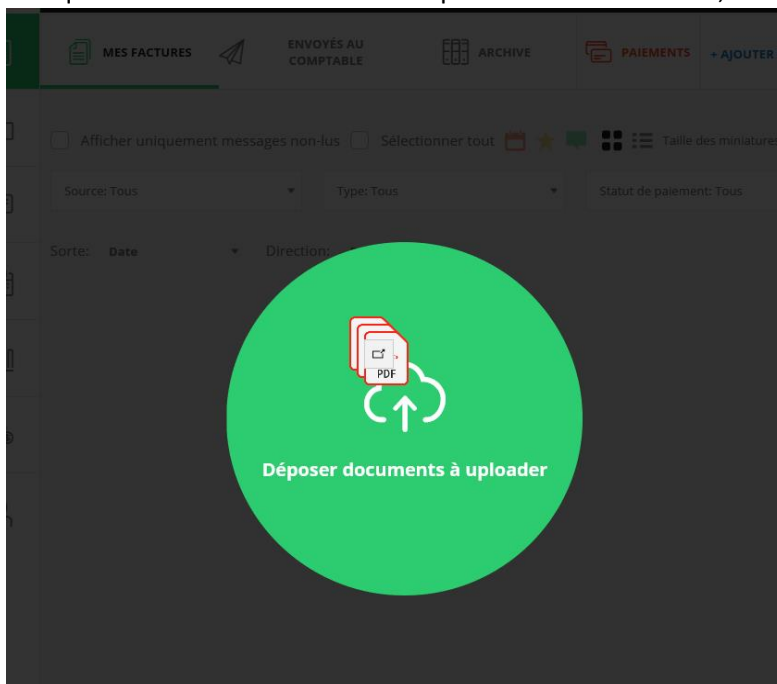 MES FACTURES
ENVOYÉS AU
COMPTABLE
ARCHIVE
PAIEMENTS
+ AJOUTER
Afficher uniquement messages non-lus
Sélectionner tout
Taille des miniatures
Source: Tous
Type: Tous
Statut de paiement: Tous
Sorte: Date
Direction:
PDF
Déposer documents à uploader